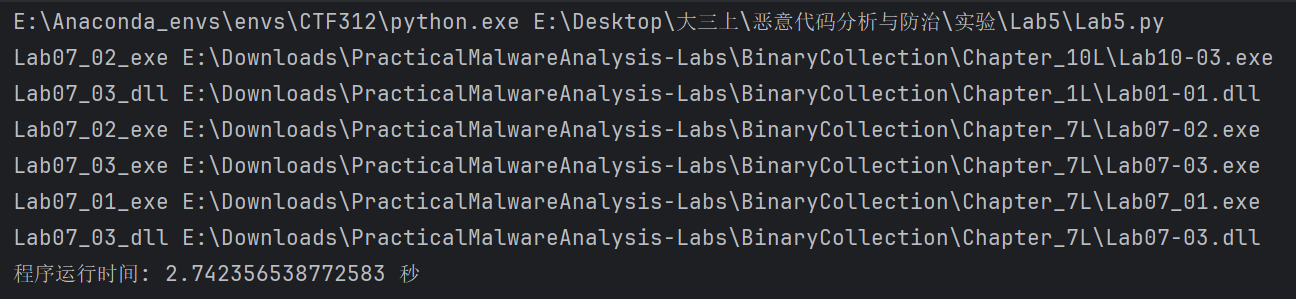 E:\Anaconda_envs\envs\CTF312\python.exe E:\Desktop\大三上\恶意代码分析与防治\实验\Lab5\Lab5.py
Lab07_02_exe E:\Downloads\PracticalMalwareAnalysis-Labs\BinaryCollection\Chapter_10L\Lab10-03.exe
Lab07_03_dll E:\Downloads\PracticalMalwareAnalysis-Labs\BinaryCollection\Chapter_1L\Lab01-01.dll
Lab07_02_exe E:\Downloads\PracticalMalwareAnalysis-Labs\BinaryCollection\Chapter_7L\Lab07-02.exe
Lab07_03_exe E:\Downloads\PracticalMalwareAnalysis-Labs\BinaryCollection\Chapter_7L\Lab07-03.exe
Lab07_01_exe E:\Downloads\PracticalMalwareAnalysis-Labs\BinaryCollection\Chapter_7L\Lab07_01.exe
Lab07_03_dll E:\Downloads\PracticalMalwareAnalysis-Labs\BinaryCollection\Chapter_7L\Lab07-03.dll
程序运行时间: 2.742356538772583 秒